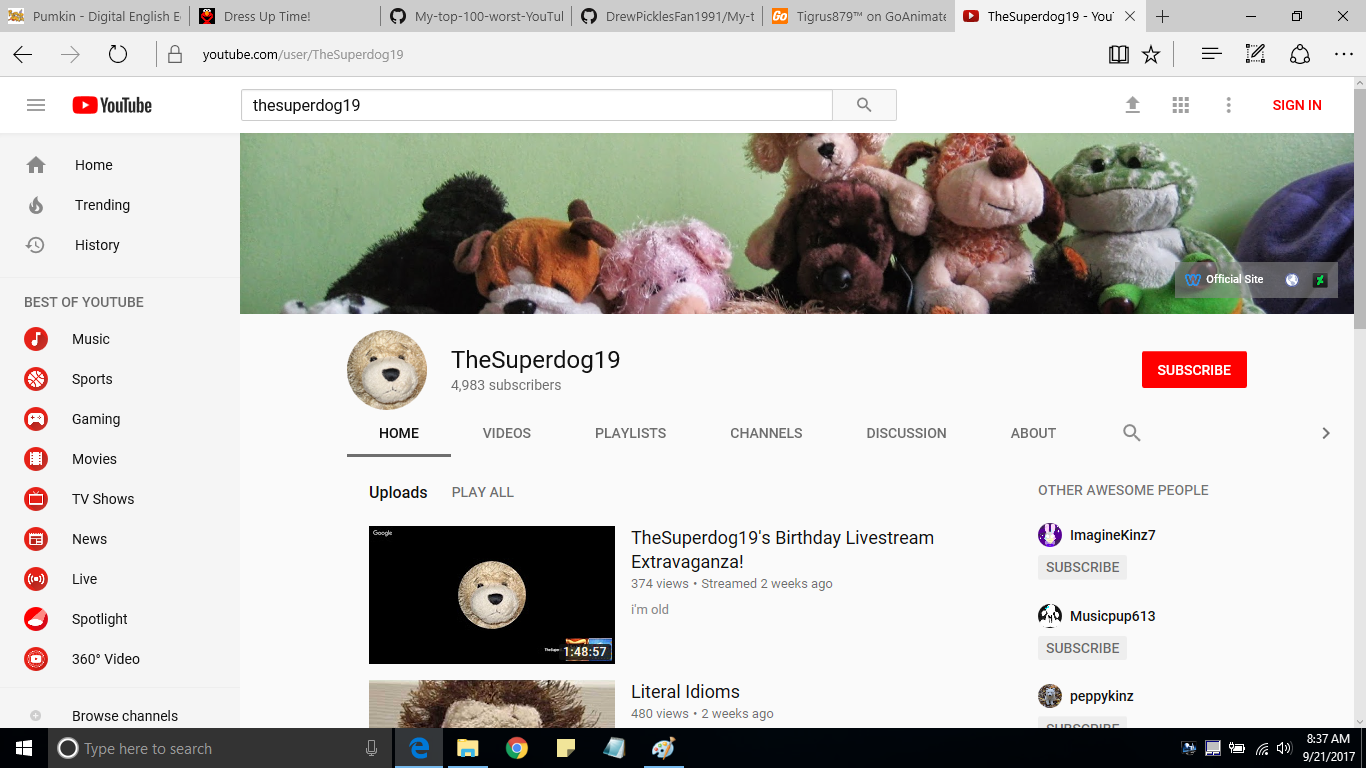 Pumkin - Digital English E
Dress Up Time!
My-top-100-worst-YouTul
DrewPicklesFan1991/My-t
Go Tigrus879™ on GoAnimate
TheSuperdog19 - YouT
youtube.com/user/TheSuperdog19
YouTube
thesuperdog19
SIGN IN
Home
Trending
History
BEST OF YOUTUBE
Music
Sports
Gaming
Movies
TV Shows
News
Live
Spotlight
360° Video
Browse channels
Official Site
TheSuperdog19
4,983 subscribers
SUBSCRIBE
HOME
VIDEOS
PLAYLISTS
CHANNELS
DISCUSSION
ABOUT
Uploads
PLAY ALL
Google
1:48:57
TheSuperdog19's Birthday Livestream
Extravaganza!
374 views • Streamed 2 weeks ago
i'm old
Literal Idioms
480 views • 2 weeks ago
OTHER AWESOME PEOPLE
ImagineKinz7
SUBSCRIBE
Musicpup613
SUBSCRIBE
peppykinz
SUBSCRIBE
Type here to search
8:37 AM
9/21/2017